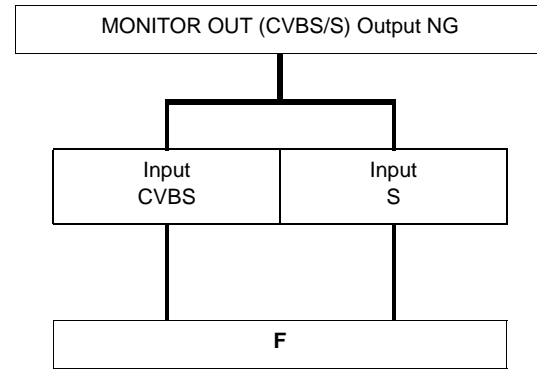 MONITOR OUT (CVBS/S) Output NG
Input
CVBS
Input
S
F